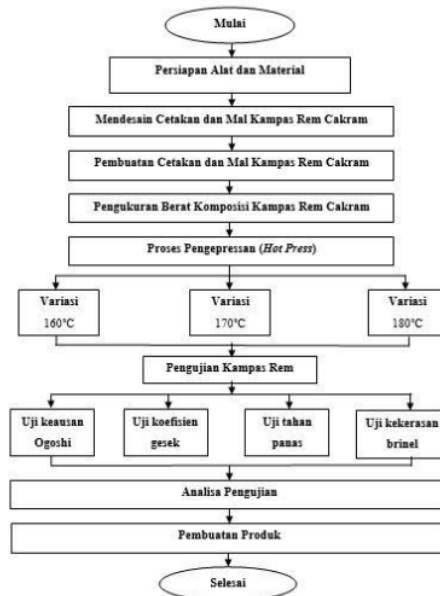 Mulai
Persiapan Alat dan Material
Mendesain Cetakan dan Mal Kampas Rem Cakram
Pembuatan Cetakan dan Mal Kampas Rem Cakram
Pengukuran Berat Komposisi Kampas Rem Cakram
Proses Pengepressan (Hot Press)
Variasi
160°C
Variasi
170°C
Variasi
180°C
Pengujian Kampas Rem
Uji keausan
Ogoshi
Uji koefisien
gesek
Uji tahan
panas
Uji kekerasan
brinel
Analisa Pengujian
Pembuatan Produk
Selesai